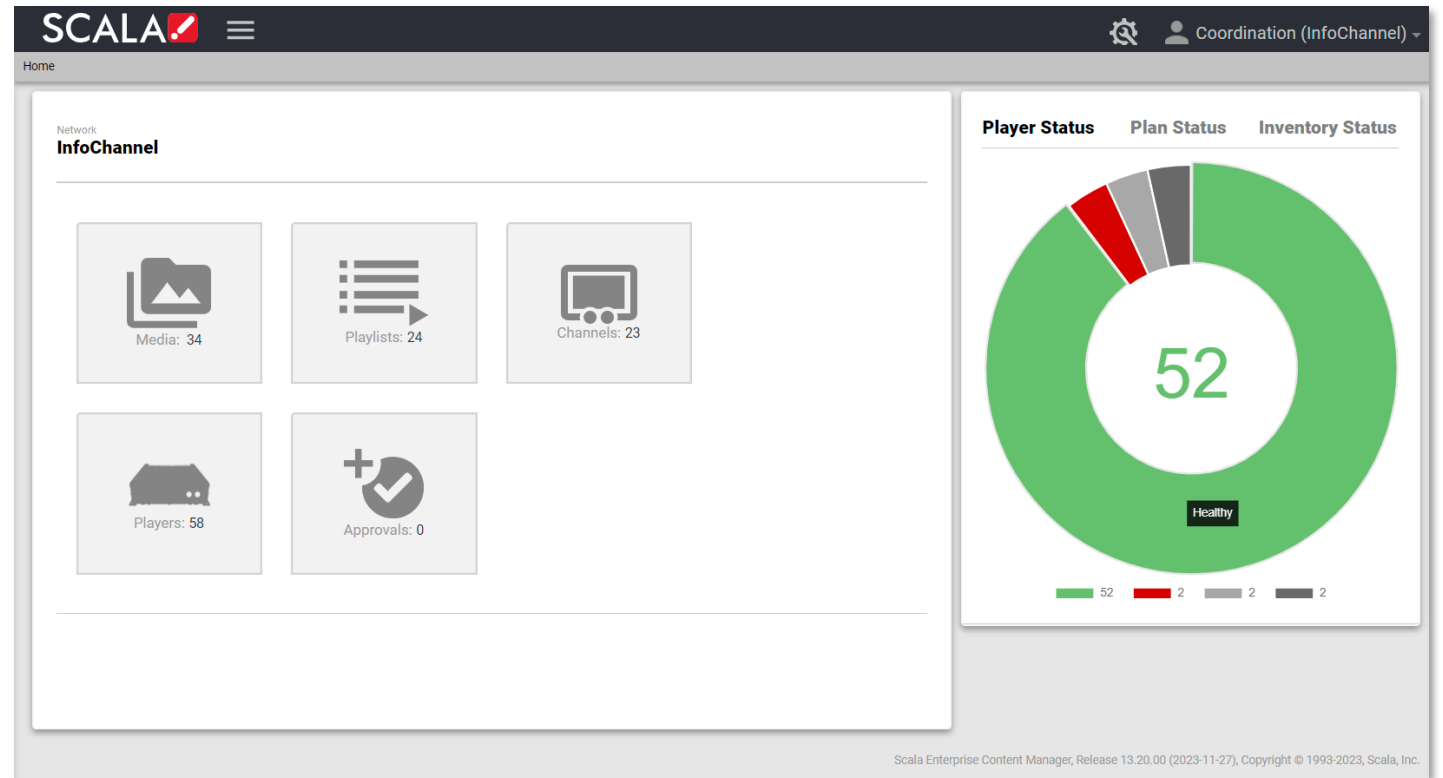 SCALA
Coordination (InfoChannel)
Home
Network
InfoChannel
Media: 34
Playlists: 24
Channels: 23
Players: 58
Approvals: 0
Player Status Plan Status Inventory Status
52
Healthy
52 2 2 2
Scala Enterprise Content Manager, Release 13.20.00 (2023-11-27), Copyright © 1993-2023, Scala, Inc.